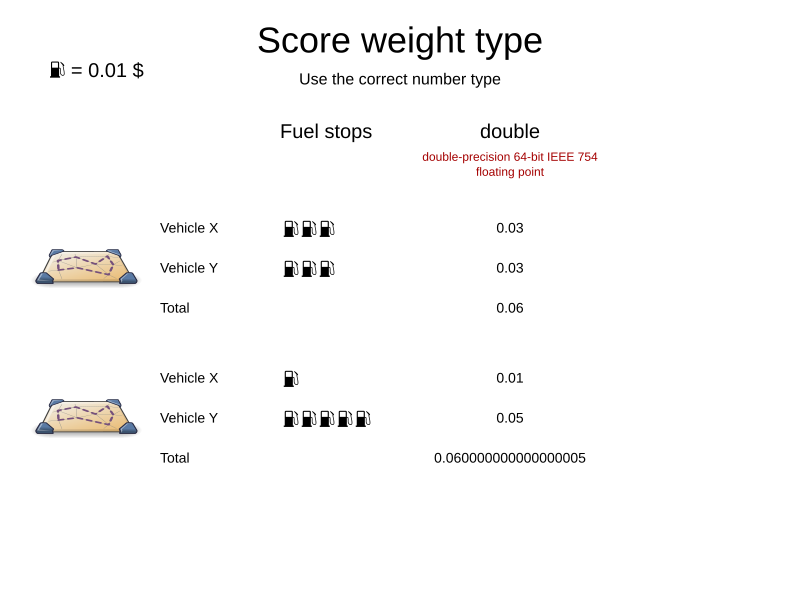 Score weight type
= 0.01 $
Use the correct number type
Fuel stops double
double-precision 64-bit IEEE 754
floating point
Vehicle X 0.03
Vehicle Y 0.03
Total 0.06
Vehicle X 0.01
Vehicle Y 0.05
Total 0.060000000000000005